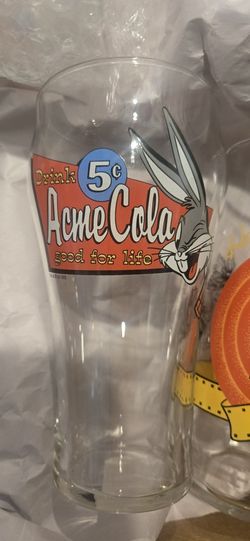 Drink 5¢
Acme Cola
good for life